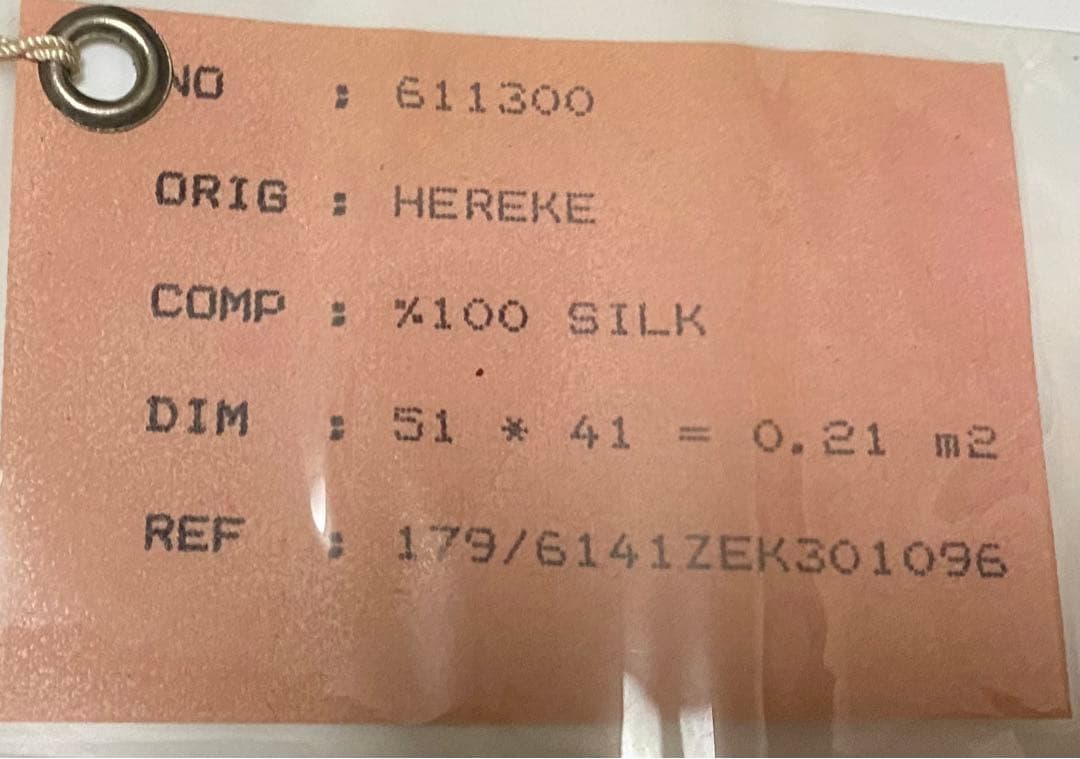 NO : 611300
ORIG : HEREKE
COMP : %100 SILK
DIM : 51 * 41 = 0.21 m2
REF : 179/6141ZEK301096